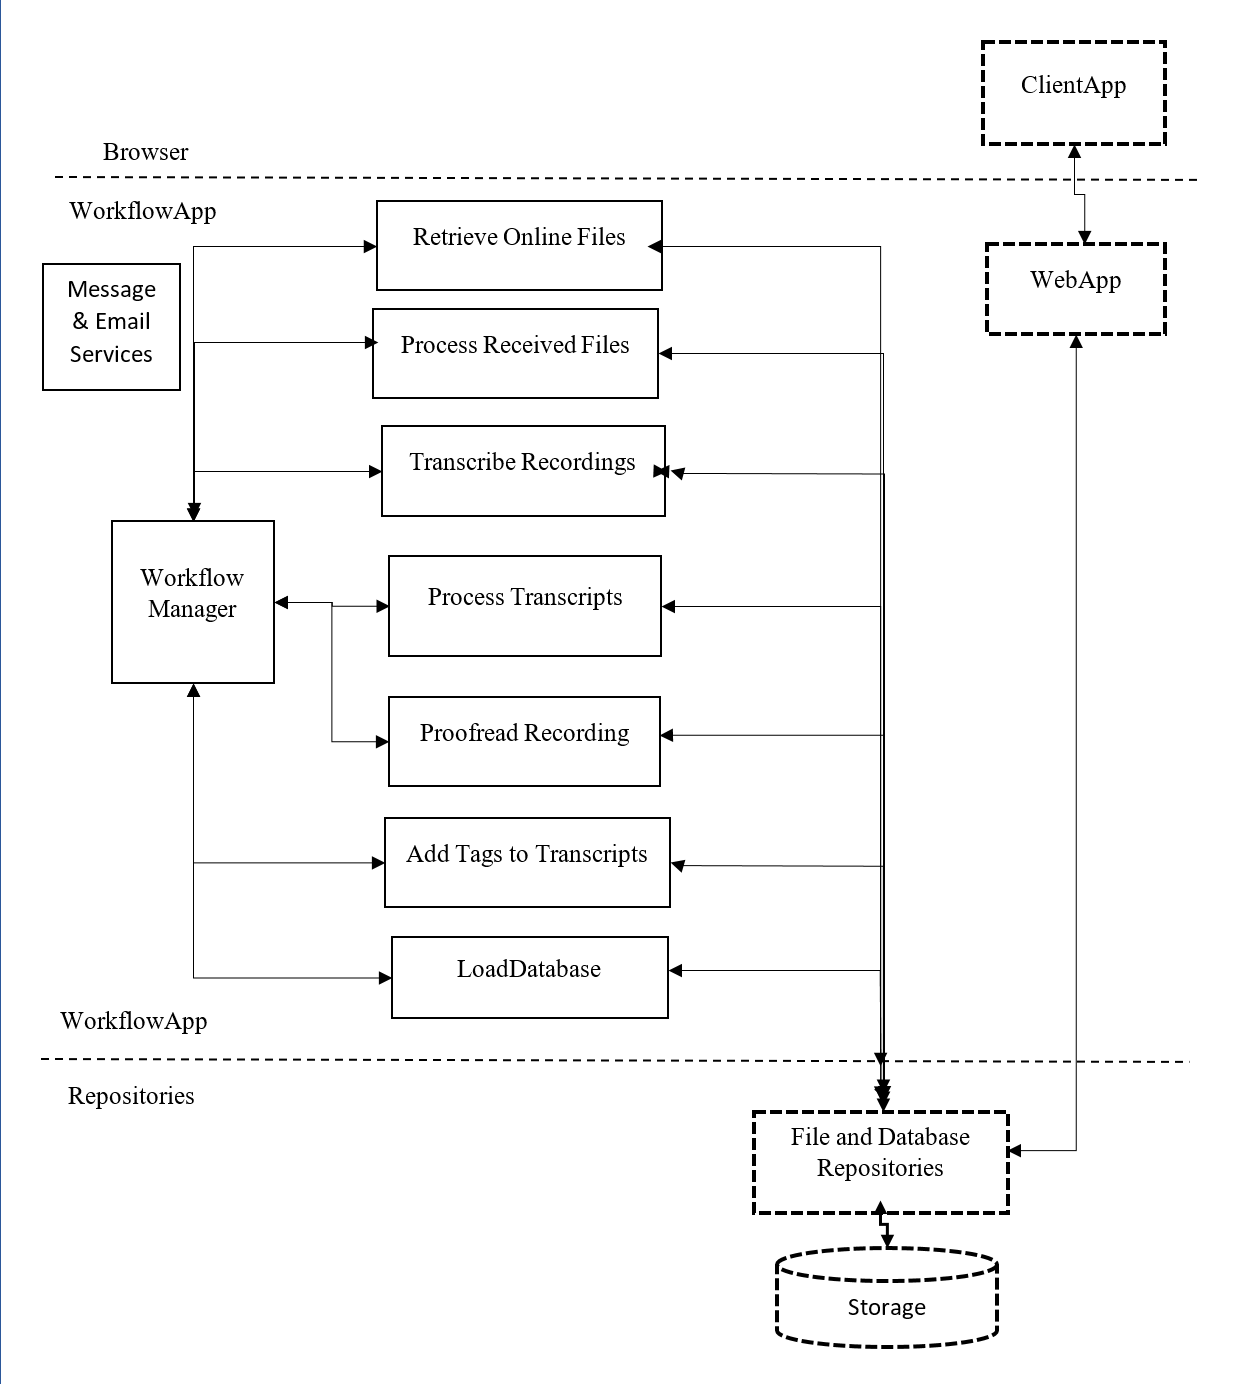 ClientApp
Browser
WorkflowApp
Retrieve Online Files
WebApp
Message
& Email
Services
Process Received Files
Transcribe Recordings
Workflow
Manager
Process Transcripts
Proofread Recording
Add Tags to Transcripts
LoadDatabase
WorkflowApp
Repositories
File and Database
Repositories
Storage